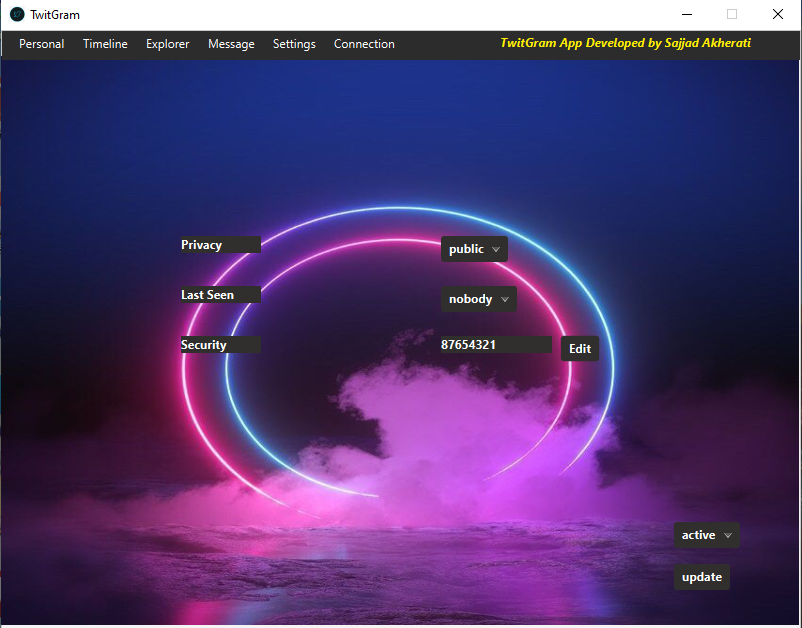 TwitGram
Personal Timeline Explorer Message Settings Connection TwitGram App Developed by Sajjad Akherati
Privacy public
Last Seen nobody
Security 87654321 Edit
active
update